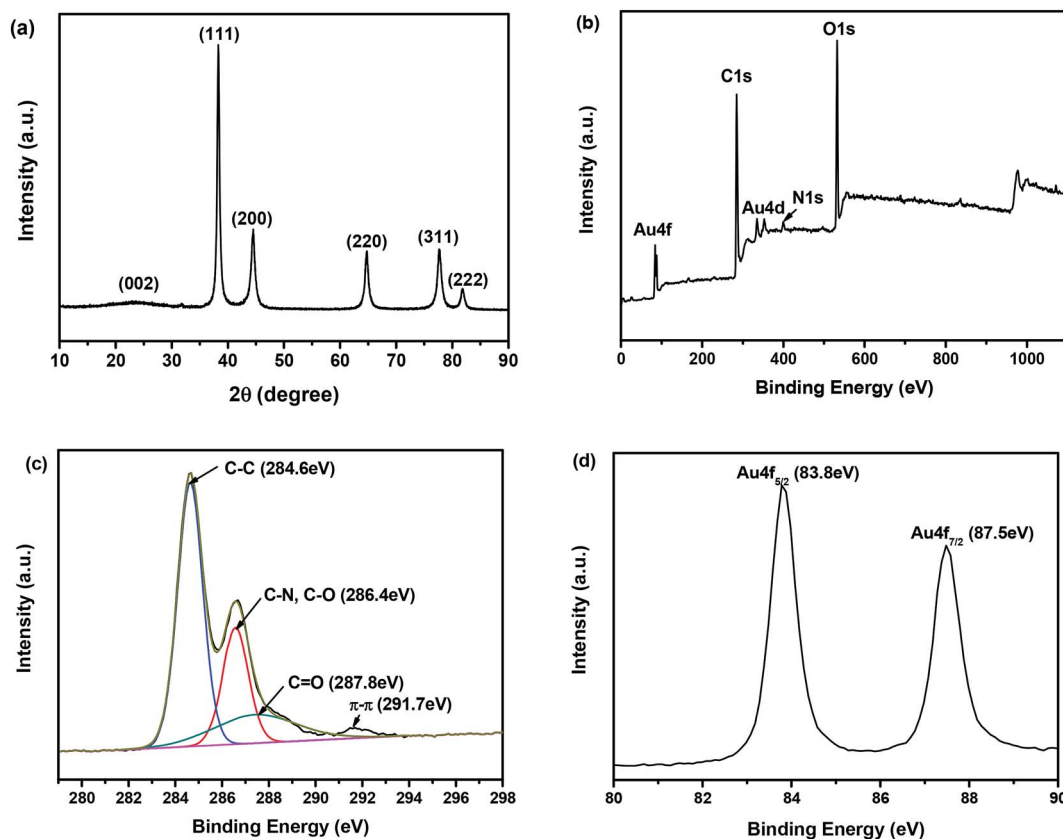 (a)
(111)
(200)
(220)
(311)
(222)
(002)
Intensity (a.u.)
10 20 30 40 50 60 70 80 90
2θ (degree)
(b)
O1s
C1s
Au4d
N1s
Au4f
Intensity (a.u.)
0 200 400 600 800 1000
Binding Energy (eV)
(c)
C-C (284.6eV)
C-N, C-O (286.4eV)
C=O (287.8eV)
π-π (291.7eV)
Intensity (a.u.)
280 282 284 286 288 290 292 294 296 298
Binding Energy (eV)
(d)
Au4f5/2 (83.8eV)
Au4f7/2 (87.5eV)
Intensity (a.u.)
80 82 84 86 88 90
Binding Energy (eV)